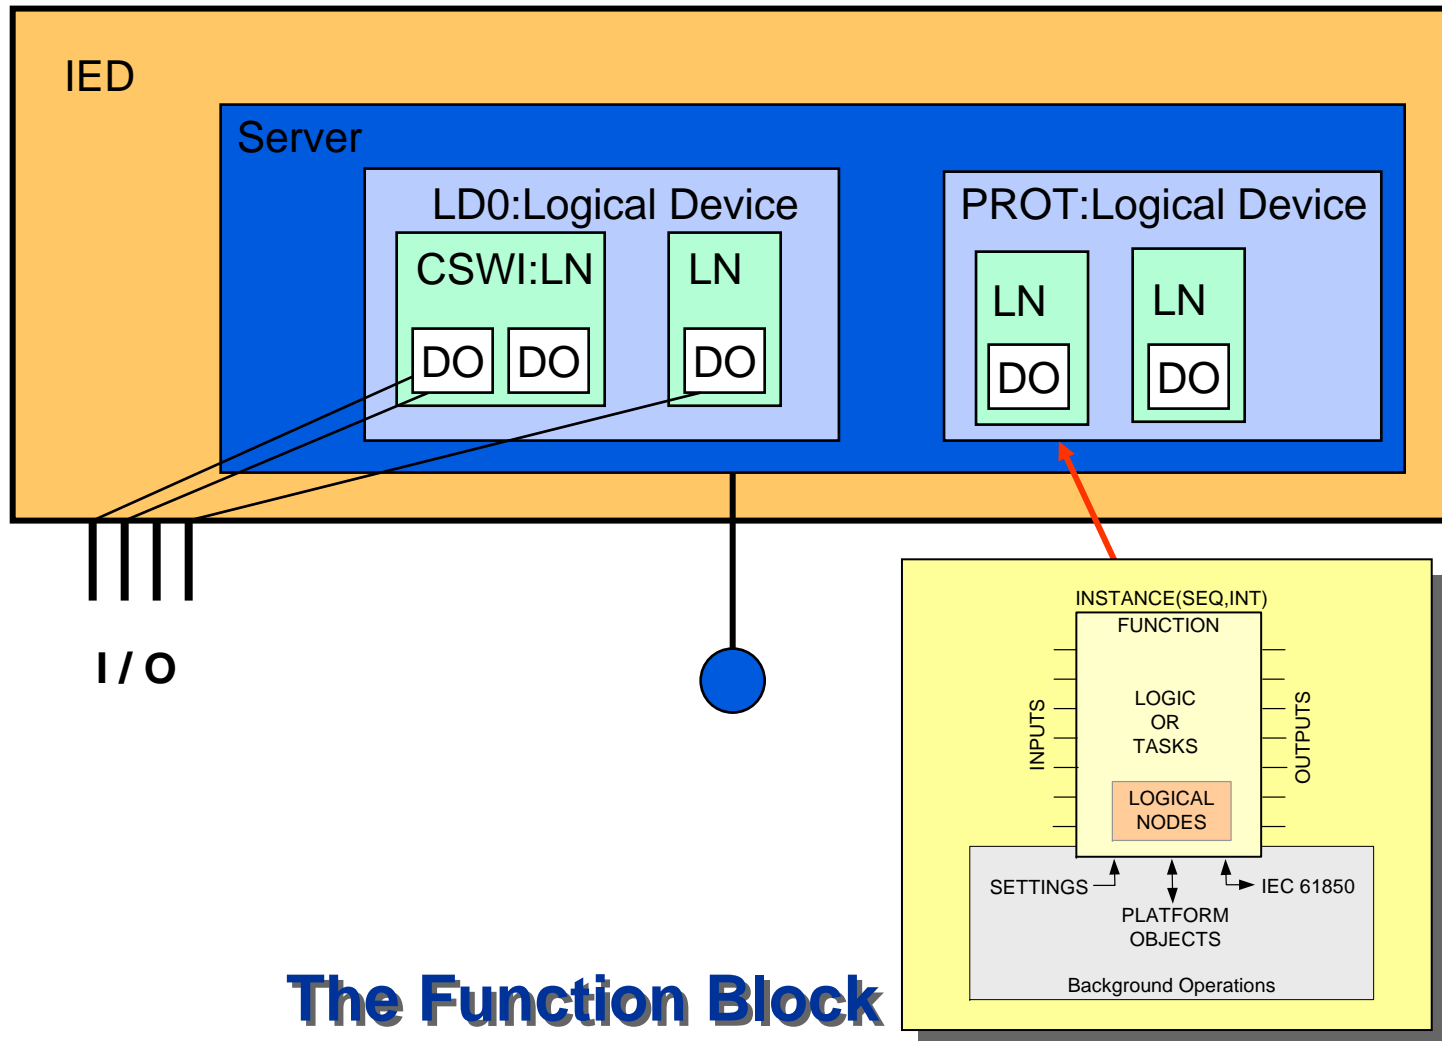 IED
Server
LD0:Logical Device
CSWI:LN
LN
DO
DO
DO
PROT:Logical Device
LN
LN
DO
DO
I / O
INSTANCE(SEQ,INT)
FUNCTION
INPUTS
LOGIC
OR
TASKS
OUTPUTS
LOGICAL
NODES
SETTINGS
IEC 61850
PLATFORM
OBJECTS
Background Operations
The Function Block